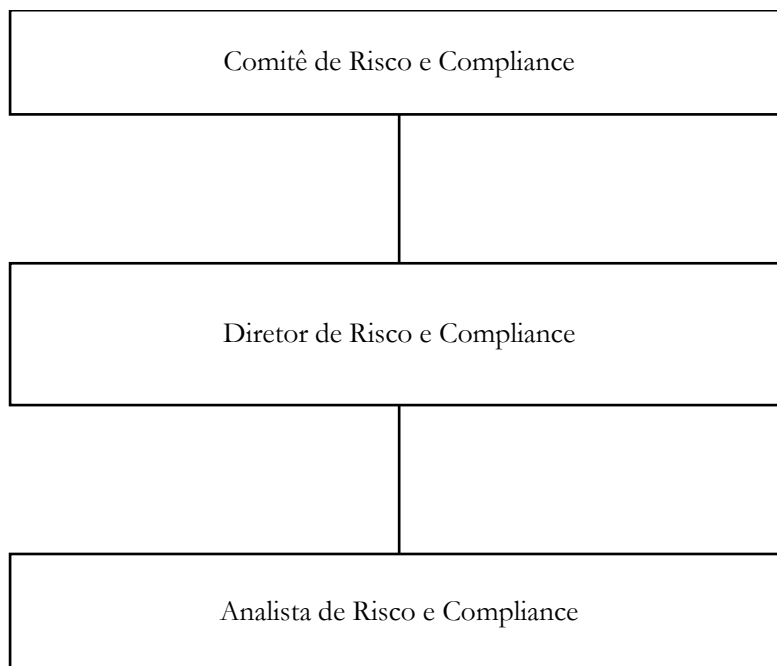 Comitê de Risco e Compliance
Diretor de Risco e Compliance
Analista de Risco e Compliance